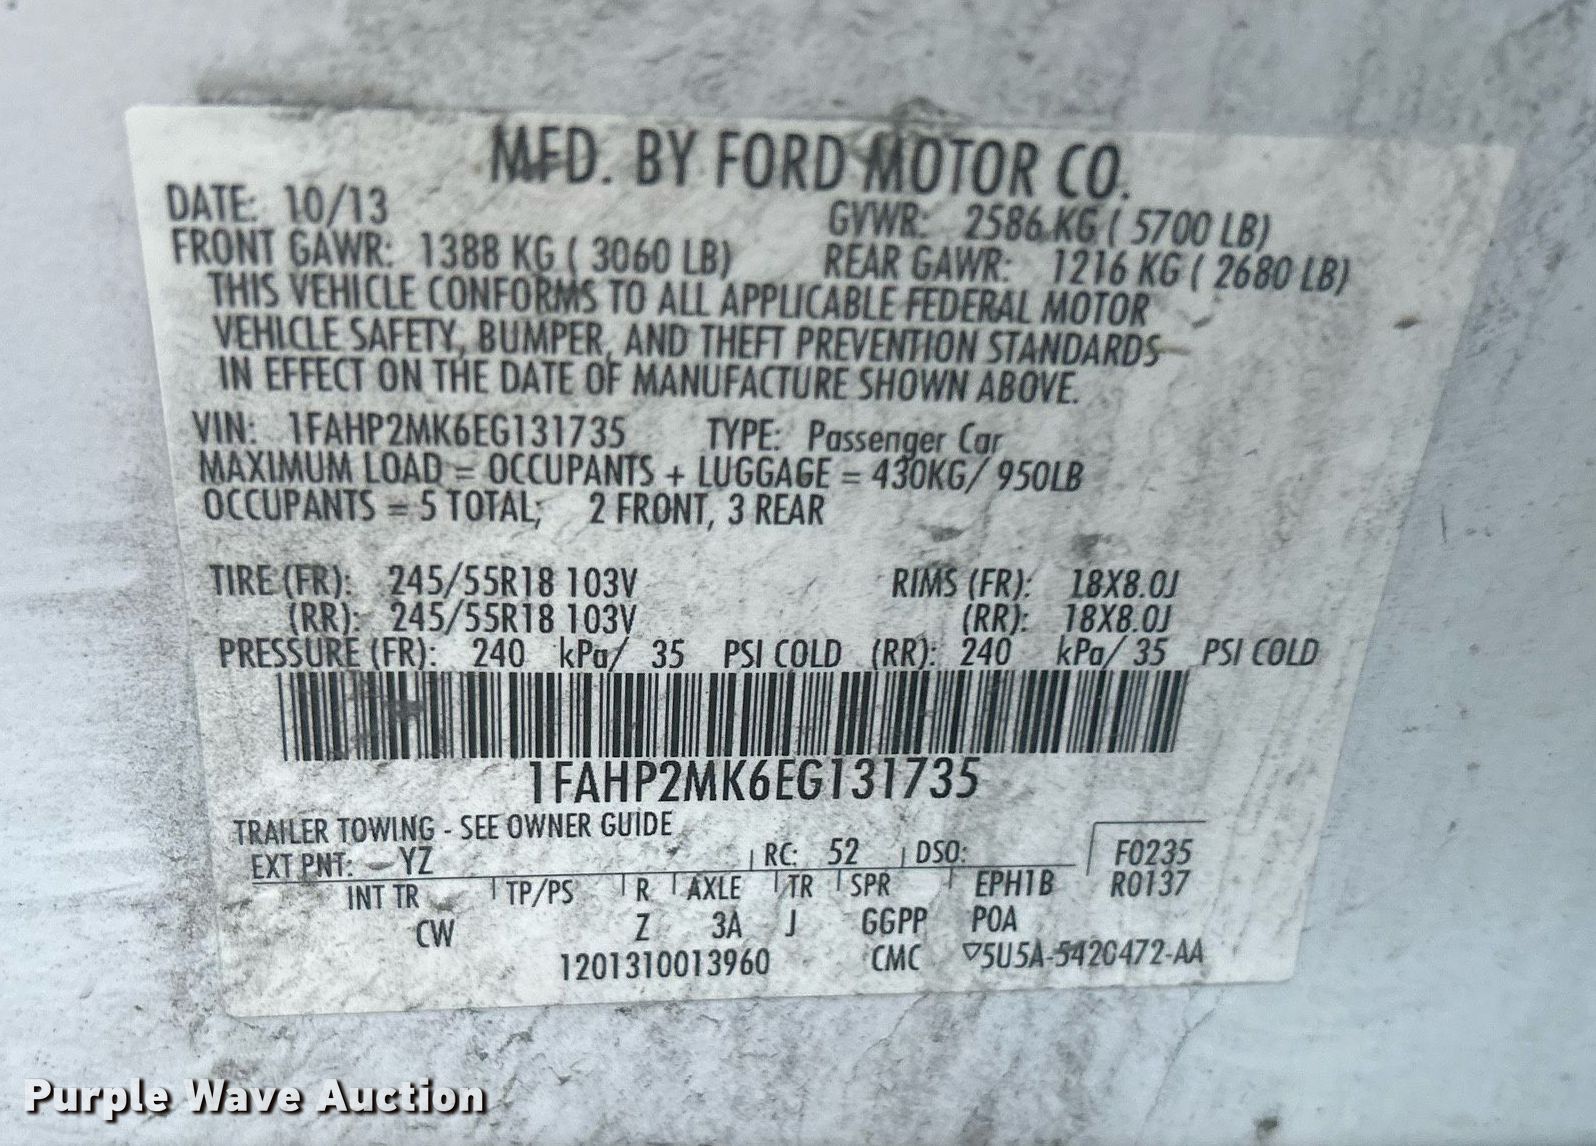 MFD. BY FORD MOTOR CO.
DATE: 10/13 GVWR: 2586 KG ( 5700 LB)
FRONT GAWR: 1388 KG ( 3060 LB) REAR GAWR: 1216 KG ( 2680 LB)
THIS VEHICLE CONFORMS TO ALL APPLICABLE FEDERAL MOTOR
VEHICLE SAFETY, BUMPER, AND THEFT PREVENTION STANDARDS
IN EFFECT ON THE DATE OF MANUFACTURE SHOWN ABOVE.
VIN: 1FAHP2MK6EG131735 TYPE: Passenger Car
MAXIMUM LOAD = OCCUPANTS + LUGGAGE = 430KG/ 950LB
OCCUPANTS = 5 TOTAL; 2 FRONT, 3 REAR
TIRE (FR): 245/55R18 103V RIMS (FR): 18X8.0J
(RR): 245/55R18 103V (RR): 18X8.0J
PRESSURE (FR): 240 kPa/ 35 PSI COLD (RR): 240 kPa/ 35 PSI COLD
1FAHP2MK6EG131735
TRAILER TOWING - SEE OWNER GUIDE
EXT PNT: YZ RC: 52 DSO: F0235
INT TR TP/PS R AXLE TR SPR EPH1B R0137
CW Z 3A J GGPP POA
1201310013960 CMC ▽5U5A-5420472-AA
Purple Wave Auction